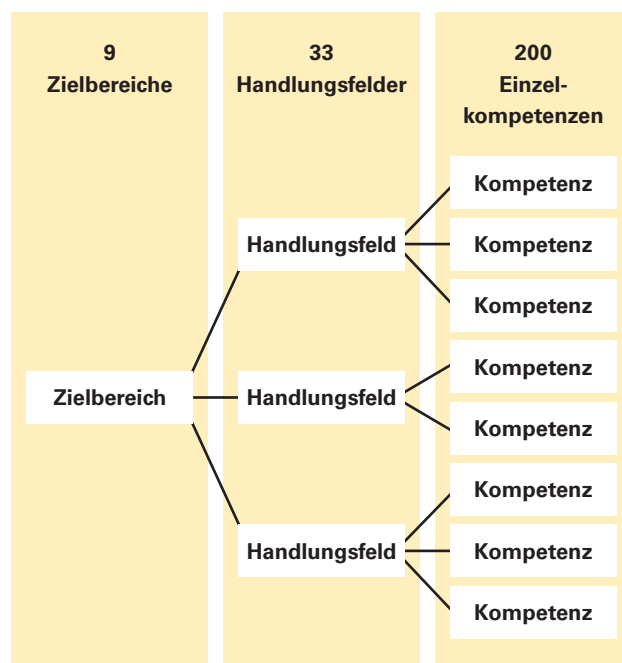 9
Zielbereiche
33
Handlungsfelder
200
Einzel-
kompetenzen
Zielbereich
Handlungsfeld
Handlungsfeld
Handlungsfeld
Kompetenz
Kompetenz
Kompetenz
Kompetenz
Kompetenz
Kompetenz
Kompetenz
Kompetenz